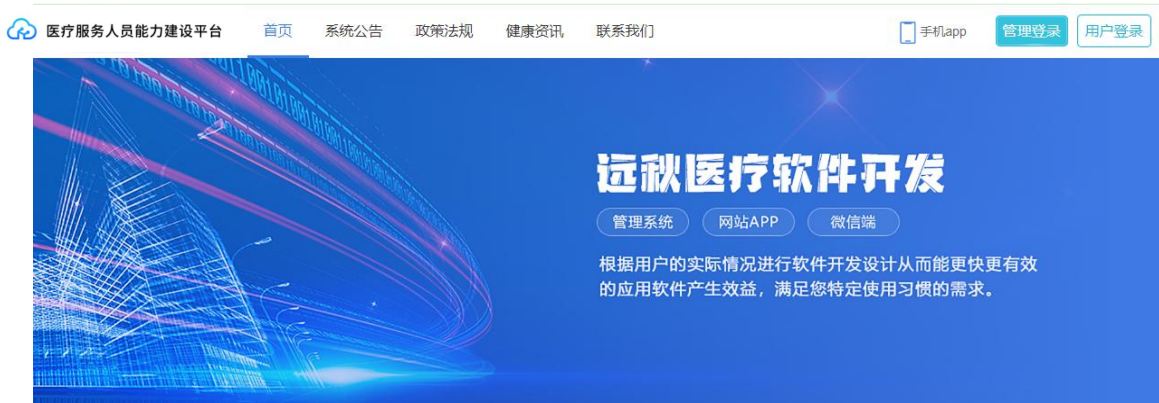 医疗服务人员能力建设平台 首页 系统公告 政策法规 健康资讯 联系我们 手机app 管理登录 用户登录
远秋医疗软件开发
管理系统 网站APP 微信端
根据用户的实际情况进行软件开发设计从而能更快更有效
的应用软件产生效益，满足您特定使用习惯的需求。